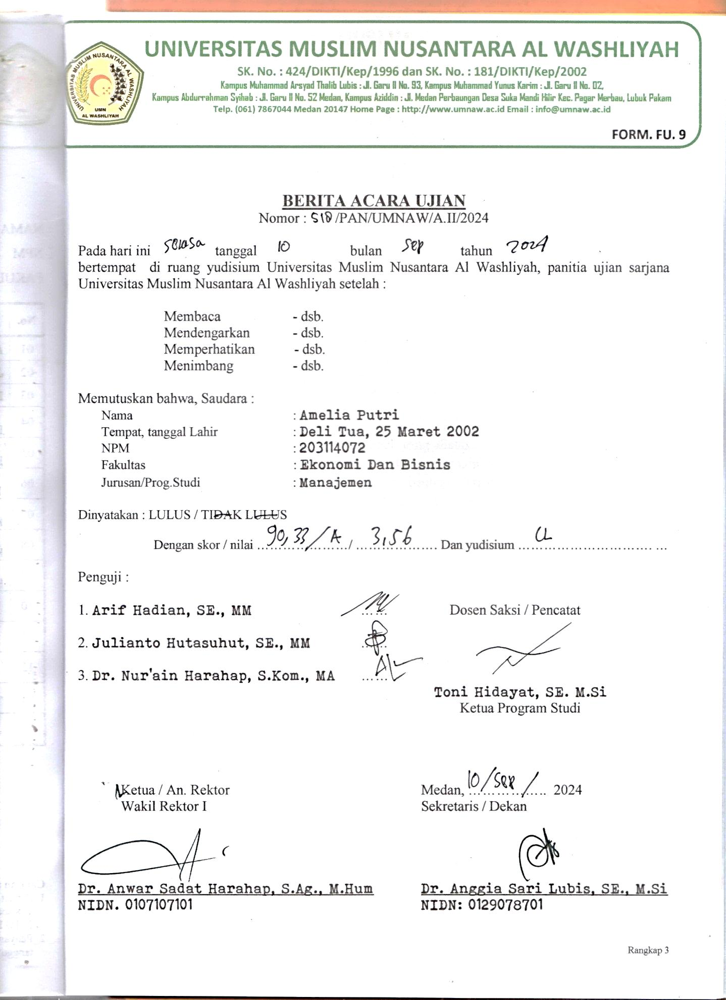 UNIVERSITAS MUSLIM NUSANTARA AL WASHLIYAH
UMN
AL WASHLIYAH
UNIVERSITAS MUSLIM NUSANTARA AL WASHLIYAH
SK. No. : 424/DIKTI/Kep/1996 dan SK. No. : 181/DIKTI/Kep/2002
Kampus Muhammad Arsyad Thalib Lubis : Jl. Garu II No. 93, Kampus Muhammad Yunus Karim : Jl. Garu II No. 02,
Kampus Abdurrahman Syihab : Jl. Garu II No. 52 Medan, Kampus Aziddin : Jl. Medan Perbaungan Desa Suka Mandi Hilir Kec. Pagar Merbau, Lubuk Pakam
Telp. (061) 7867044 Medan 20147 Home Page : http://www.umnaw.ac.id Email : info@umnaw.ac.id
FORM. FU. 9
BERITA ACARA UJIAN
Nomor : 518 /PAN/UMNAW/A.II/2024
Pada hari ini selasa tanggal 10 bulan Sep tahun 2024
bertempat di ruang yudisium Universitas Muslim Nusantara Al Washliyah, panitia ujian sarjana
Universitas Muslim Nusantara Al Washliyah setelah :
Membaca - dsb.
Mendengarkan - dsb.
Memperhatikan - dsb.
Menimbang - dsb.
Memutuskan bahwa, Saudara :
Nama : Amelia Putri
Tempat, tanggal Lahir : Deli Tua, 25 Maret 2002
NPM : 203114072
Fakultas : Ekonomi Dan Bisnis
Jurusan/Prog.Studi : Manajemen
Dinyatakan : LULUS / TIDAK LULUS
Dengan skor / nilai 90,33/A / 3,56 Dan yudisium
Penguji :
1. Arif Hadian, SE., MM Dosen Saksi / Pencatat
2. Julianto Hutasuhut, SE., MM
3. Dr. Nur'ain Harahap, S.Kom., MA
Toni Hidayat, SE. M.Si
Ketua Program Studi
Ketua / An. Rektor Medan, 10/Sep/ 2024
Wakil Rektor I Sekretaris / Dekan
Dr. Anwar Sadat Harahap, S.Ag., M.Hum Dr. Anggia Sari Lubis, SE., M.Si
NIDN. 0107107101 NIDN: 0129078701
Rangkap 3